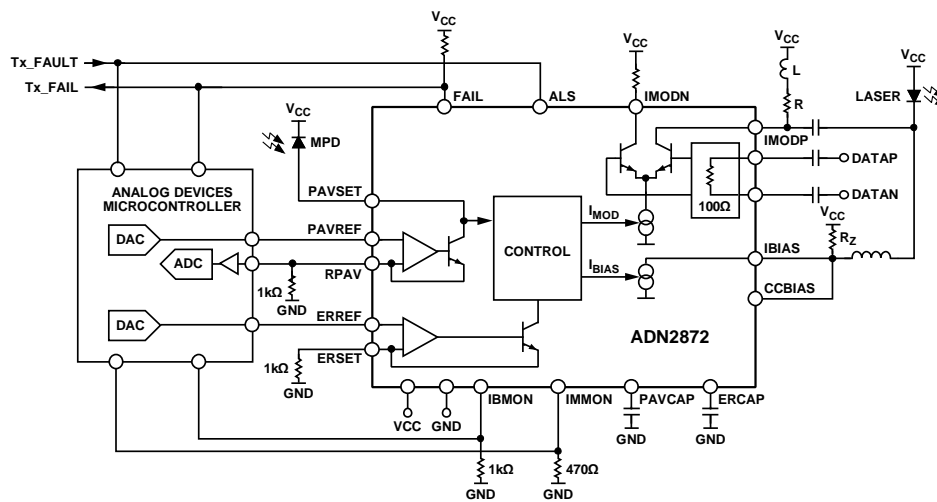 VCC
Tx_FAULT
Tx_FAIL
FAIL
ALS
VCC
IMODN
VCC
L
R
VCC
LASER
VCC
MPD
IMODP
DATAP
DATAN
100Ω
ANALOG DEVICES
MICROCONTROLLER
PAVSET
DAC
PAVREF
ADC
RPAV
1kΩ
GND
CONTROL
IMOD
IBIAS
VCC
RZ
IBIAS
CCBIAS
DAC
ERREF
ERSET
1kΩ
GND
ADN2872
VCC
GND
IBMON
IMMON
PAVCAP
ERCAP
GND
GND
1kΩ
GND
470Ω
GND